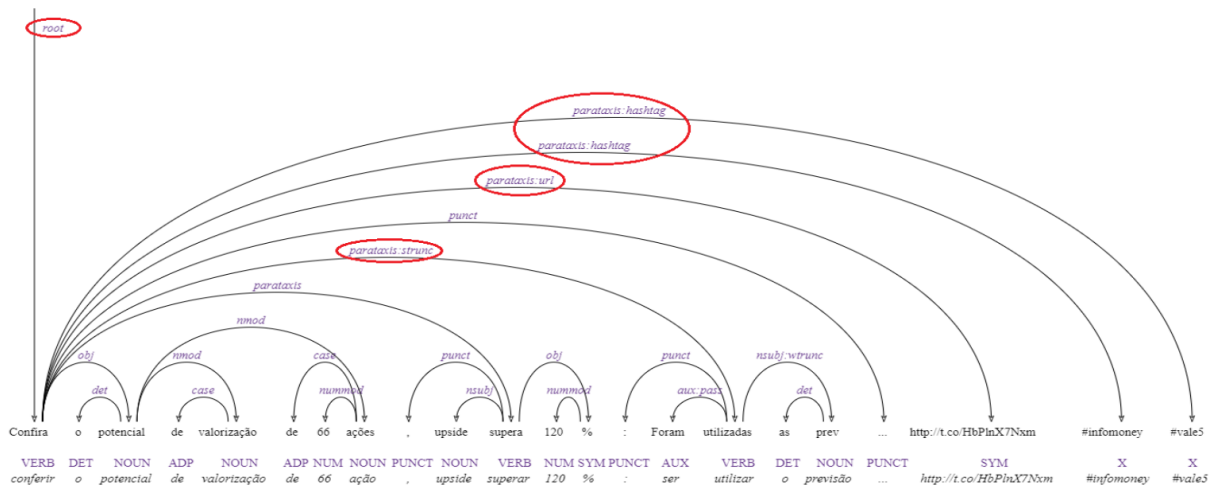 root
parataxis:hashtag
parataxis:hashtag
parataxis:url
punct
parataxis:strunc
parataxis
nmod
obj nmod case punct obj punct nsubj:wtrunc
det case nummod nsubj nummod aux:pass det
Confira o potencial de valorização de 66 ações , upside supera 120 % : Foram utilizadas as prev ... http://t.co/HbPlnX7Nxm #infomoney #vale5
VERB DET NOUN ADP NOUN ADP NUM NOUN PUNCT NOUN VERB NUM SYM PUNCT AUX VERB DET NOUN PUNCT SYM X X
conferir o potencial de valorização de 66 ação , upside superar 120 % : ser utilizar o previsão ... http://t.co/HbPlnX7Nxm #infomoney #vale5